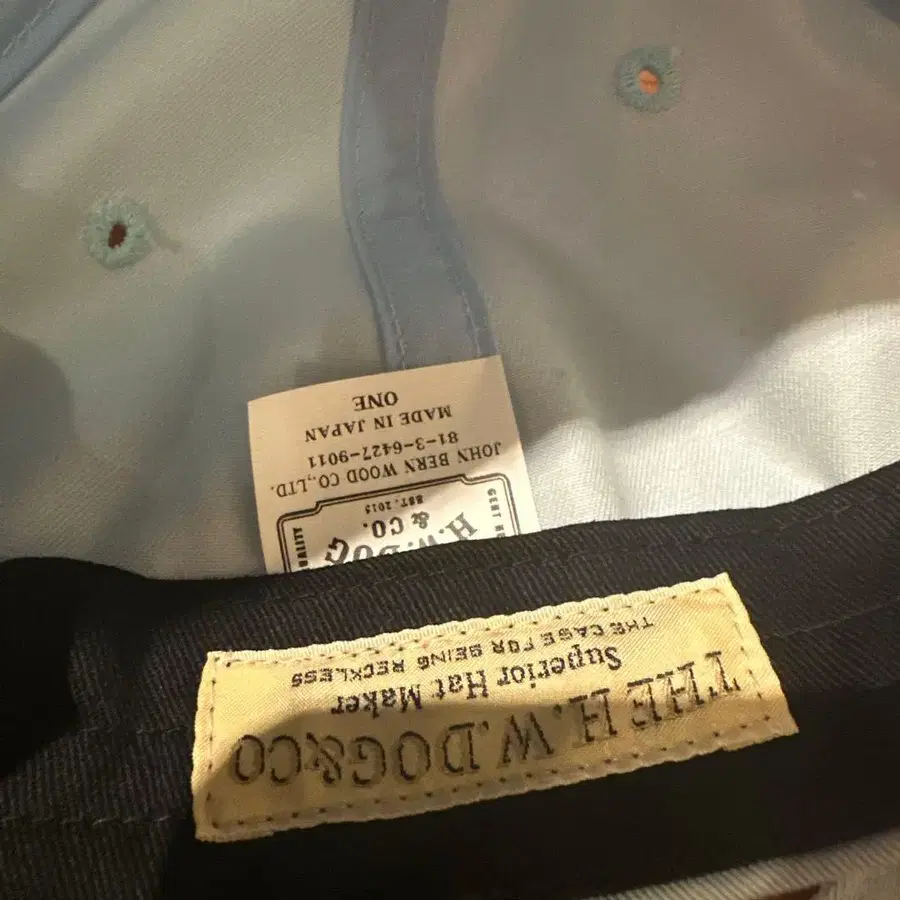 THE H.W.DOG&CO
Superior Hat Maker
THE CASE FOR BEING RECKLESS
H.W.DOG
& CO.
EST.2015
JOHN BERN WOOD CO.,LTD.
81-3-6427-9011
MADE IN JAPAN
ONE